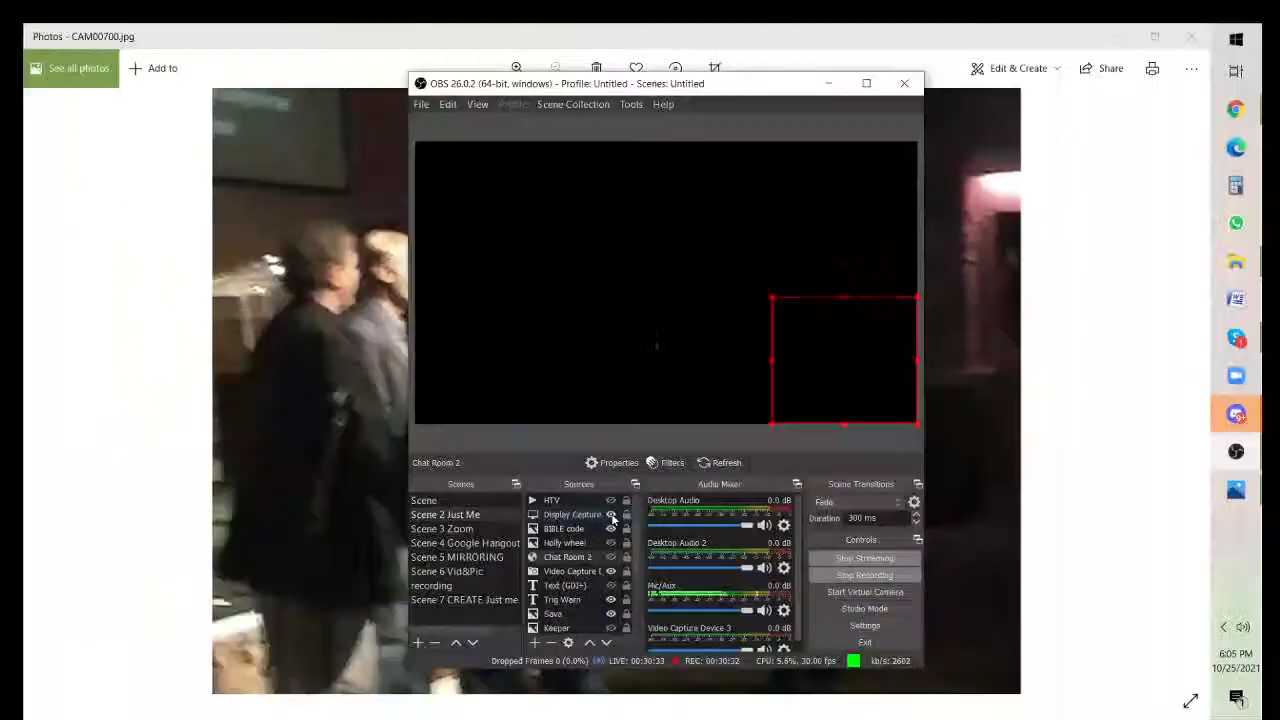 Photos - CAM00700.jpg
See all photos
Add to
Edit & Create
Share
OBS 26.0.2 (64-bit, windows) - Profile: Untitled - Scenes: Untitled
File Edit View Profile Scene Collection Tools Help
Chat Room 2
Properties
Filters
Refresh
Scenes
Sources
Audio Mixer
Scene Transitions
Scene
Scene 2 Just Me
Scene 3 Zoom
Scene 4 Google Hangout
Scene 5 MIRRORING
Scene 6 Vid&Pic
recording
Scene 7 CREATE Just me
HTV
Display Capture
BIBLE code
Holly wheel
Chat Room 2
Video Capture
Text (GDI+)
Trig Warn
Sava
Keeper
Desktop Audio 0.0 dB
Desktop Audio 2 0.0 dB
Mic/Aux 0.0 dB
Video Capture Device 3 0.0 dB
Fade
Duration 300 ms
Controls
Stop Streaming
Stop Recording
Start Virtual Camera
Studio Mode
Settings
Exit
Dropped Frames 0 (0.0%) LIVE: 00:30:33 REC: 00:30:32 CPU: 5.6%, 30.00 fps kb/s: 2602
6:05 PM
10/25/2021